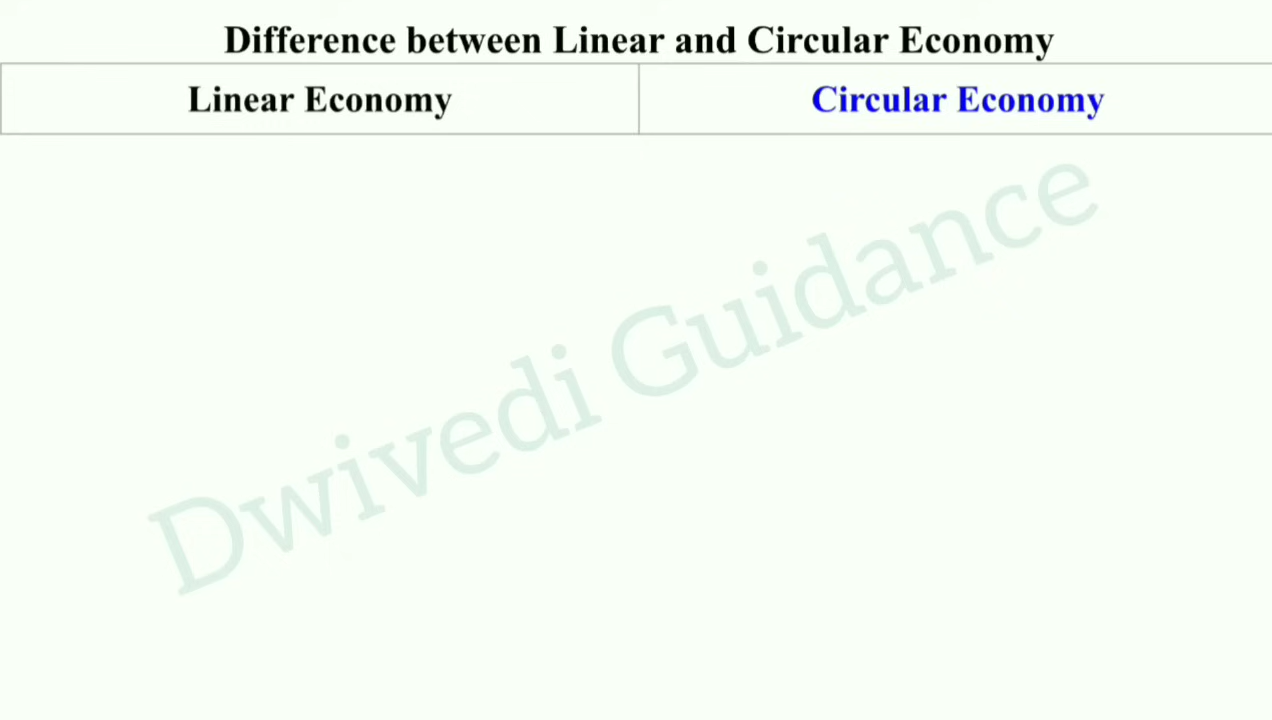 Difference between Linear and Circular Economy
Linear Economy
Circular Economy
Dwivedi Guidance